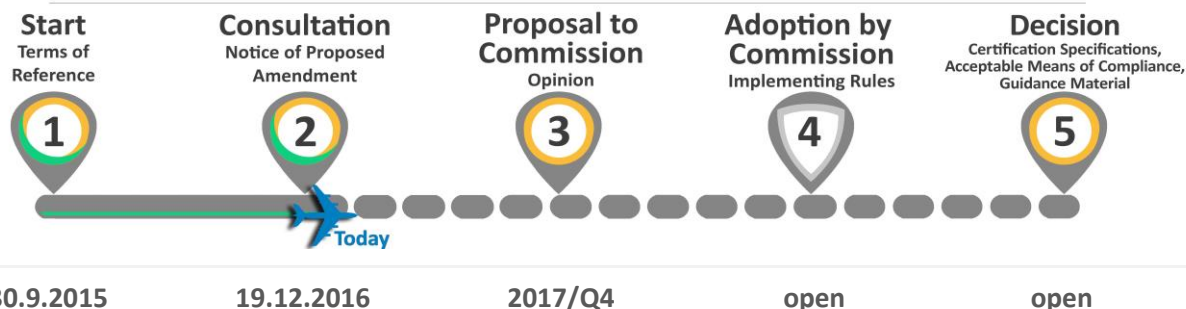 Start
Terms of
Reference
1
Consultation
Notice of Proposed
Amendment
2
Proposal to
Commission
Opinion
3
Adoption by
Commission
Implementing Rules
4
Decision
Certification Specifications,
Acceptable Means of Compliance,
Guidance Material
5
Today
30.9.2015
19.12.2016
2017/Q4
open
open